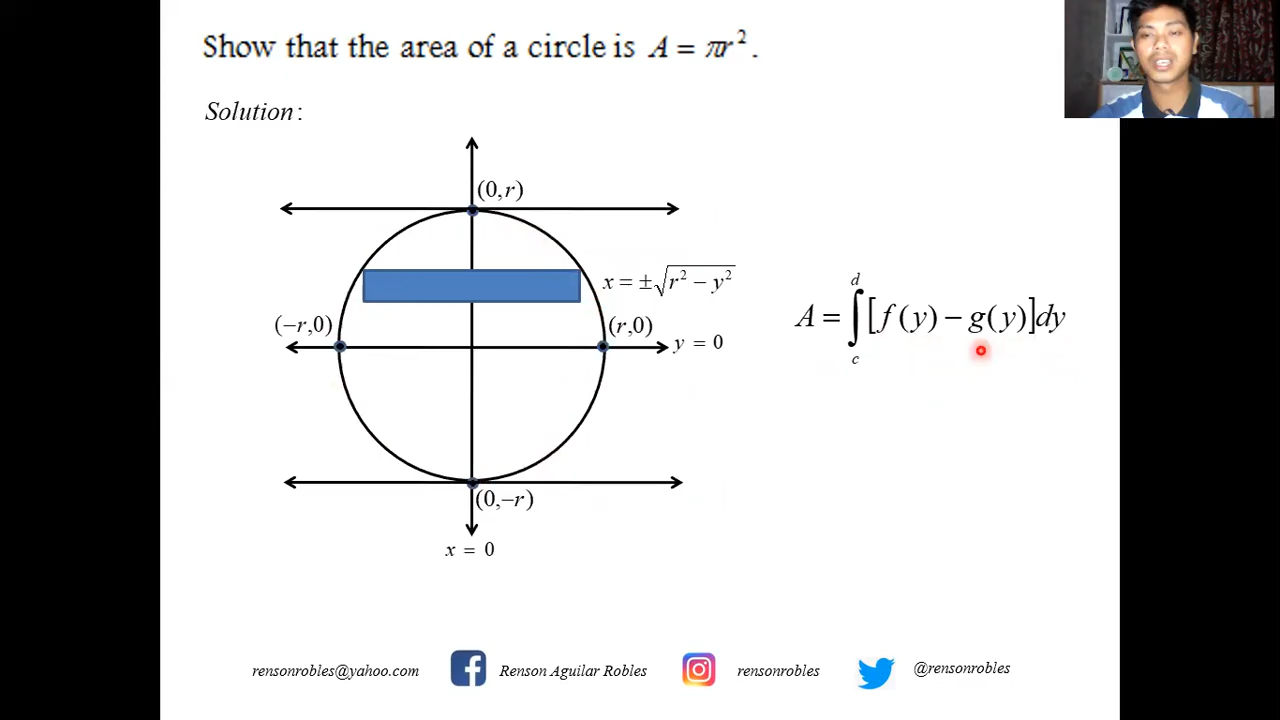 Show that the area of a circle is A = πr².
Solution:
(0,r)
x = ±√(r² − y²)
(−r,0)
(r,0)
y = 0
A = ∫_c^d [f(y) − g(y)]dy
(0,−r)
x = 0
rensonrobles@yahoo.com Renson Aguilar Robles rensonrobles @rensonrobles